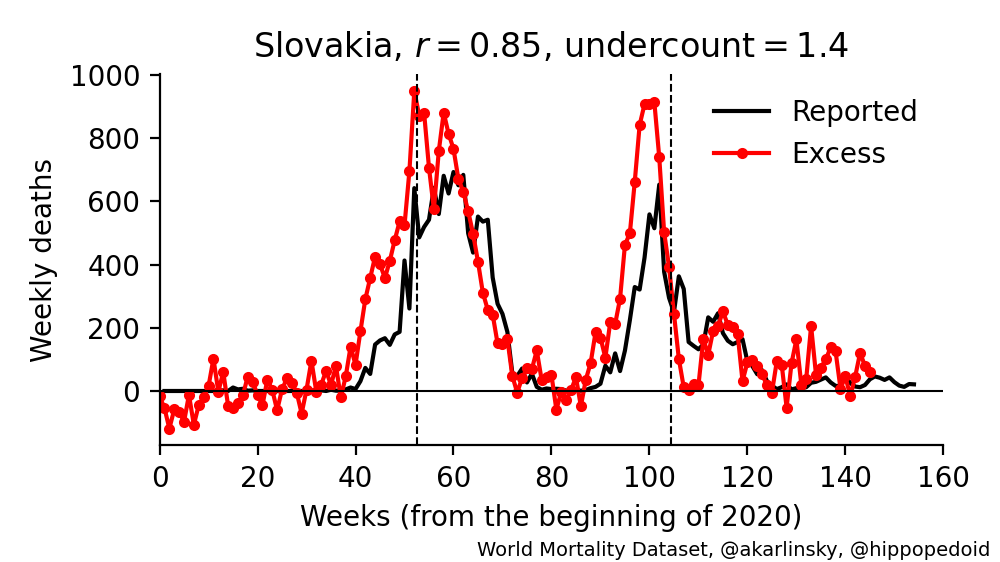 Slovakia, r = 0.85, undercount = 1.4
1000
800
600
400
200
0
Weekly deaths
Reported
Excess
0 20 40 60 80 100 120 140 160
Weeks (from the beginning of 2020)
World Mortality Dataset, @akarlinsky, @hippopedoid